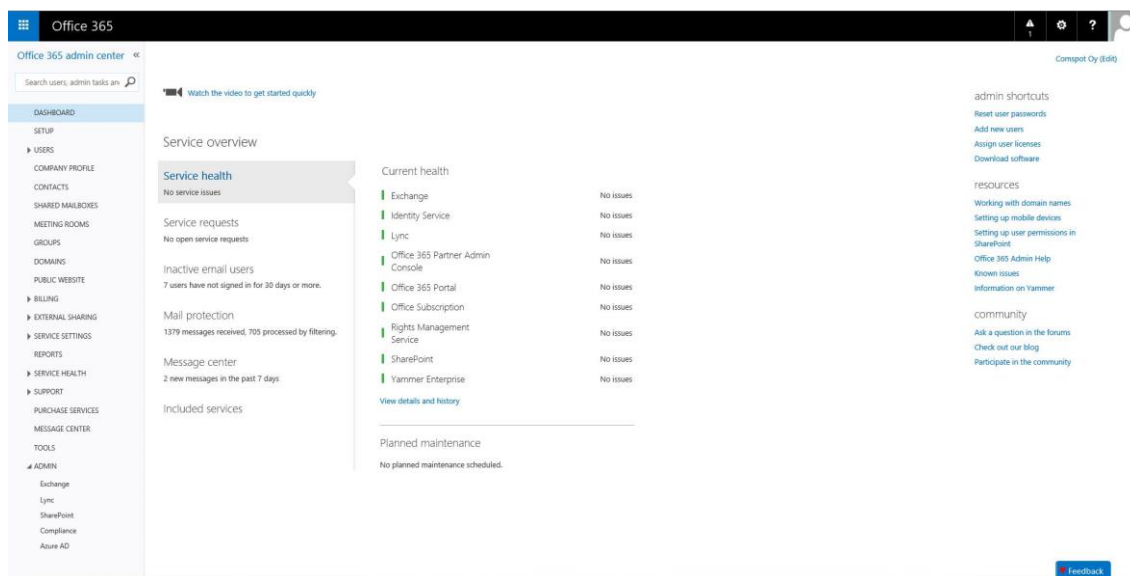 Office 365
1
?
Office 365 admin center «
Comspot Oy (Edit)
Search users, admin tasks an
DASHBOARD
SETUP
USERS
COMPANY PROFILE
CONTACTS
SHARED MAILBOXES
MEETING ROOMS
GROUPS
DOMAINS
PUBLIC WEBSITE
BILLING
EXTERNAL SHARING
SERVICE SETTINGS
REPORTS
SERVICE HEALTH
SUPPORT
PURCHASE SERVICES
MESSAGE CENTER
TOOLS
ADMIN
Exchange
Lync
SharePoint
Compliance
Azure AD
Watch the video to get started quickly
Service overview
Service health
No service issues
Service requests
No open service requests
Inactive email users
7 users have not signed in for 30 days or more.
Mail protection
1379 messages received, 705 processed by filtering.
Message center
2 new messages in the past 7 days
Included services
Current health
Exchange No issues
Identity Service No issues
Lync No issues
Office 365 Partner Admin
Console No issues
Office 365 Portal No issues
Office Subscription No issues
Rights Management
Service No issues
SharePoint No issues
Yammer Enterprise No issues
View details and history
Planned maintenance
No planned maintenance scheduled.
admin shortcuts
Reset user passwords
Add new users
Assign user licenses
Download software
resources
Working with domain names
Setting up mobile devices
Setting up user permissions in
SharePoint
Office 365 Admin Help
Known issues
Information on Yammer
community
Ask a question in the forums
Check out our blog
Participate in the community
Feedback